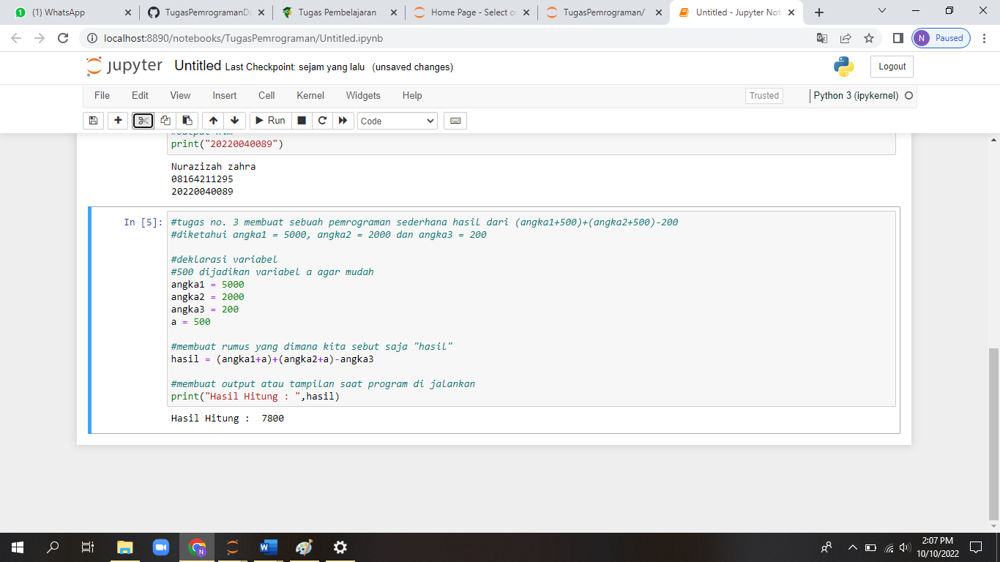 (1) WhatsApp
TugasPemrogramanDa
Tugas Pembelajaran
Home Page - Select or
TugasPemrograman/
Untitled - Jupyter Not
localhost:8890/notebooks/TugasPemrograman/Untitled.ipynb
N Paused
jupyter Untitled Last Checkpoint: sejam yang lalu (unsaved changes)
Logout
File Edit View Insert Cell Kernel Widgets Help
Trusted
Python 3 (ipykernel)
Run
Code
print("20220040089")
Nurazizah zahra
08164211295
20220040089
In [5]:
#tugas no. 3 membuat sebuah pemrograman sederhana hasil dari (angka1+500)+(angka2+500)-200
#diketahui angka1 = 5000, angka2 = 2000 dan angka3 = 200
#deklarasi variabel
#500 dijadikan variabel a agar mudah
angka1 = 5000
angka2 = 2000
angka3 = 200
a = 500
#membuat rumus yang dimana kita sebut saja "hasil"
hasil = (angka1+a)+(angka2+a)-angka3
#membuat output atau tampilan saat program di jalankan
print("Hasil Hitung : ",hasil)
Hasil Hitung :  7800
2:07 PM
10/10/2022